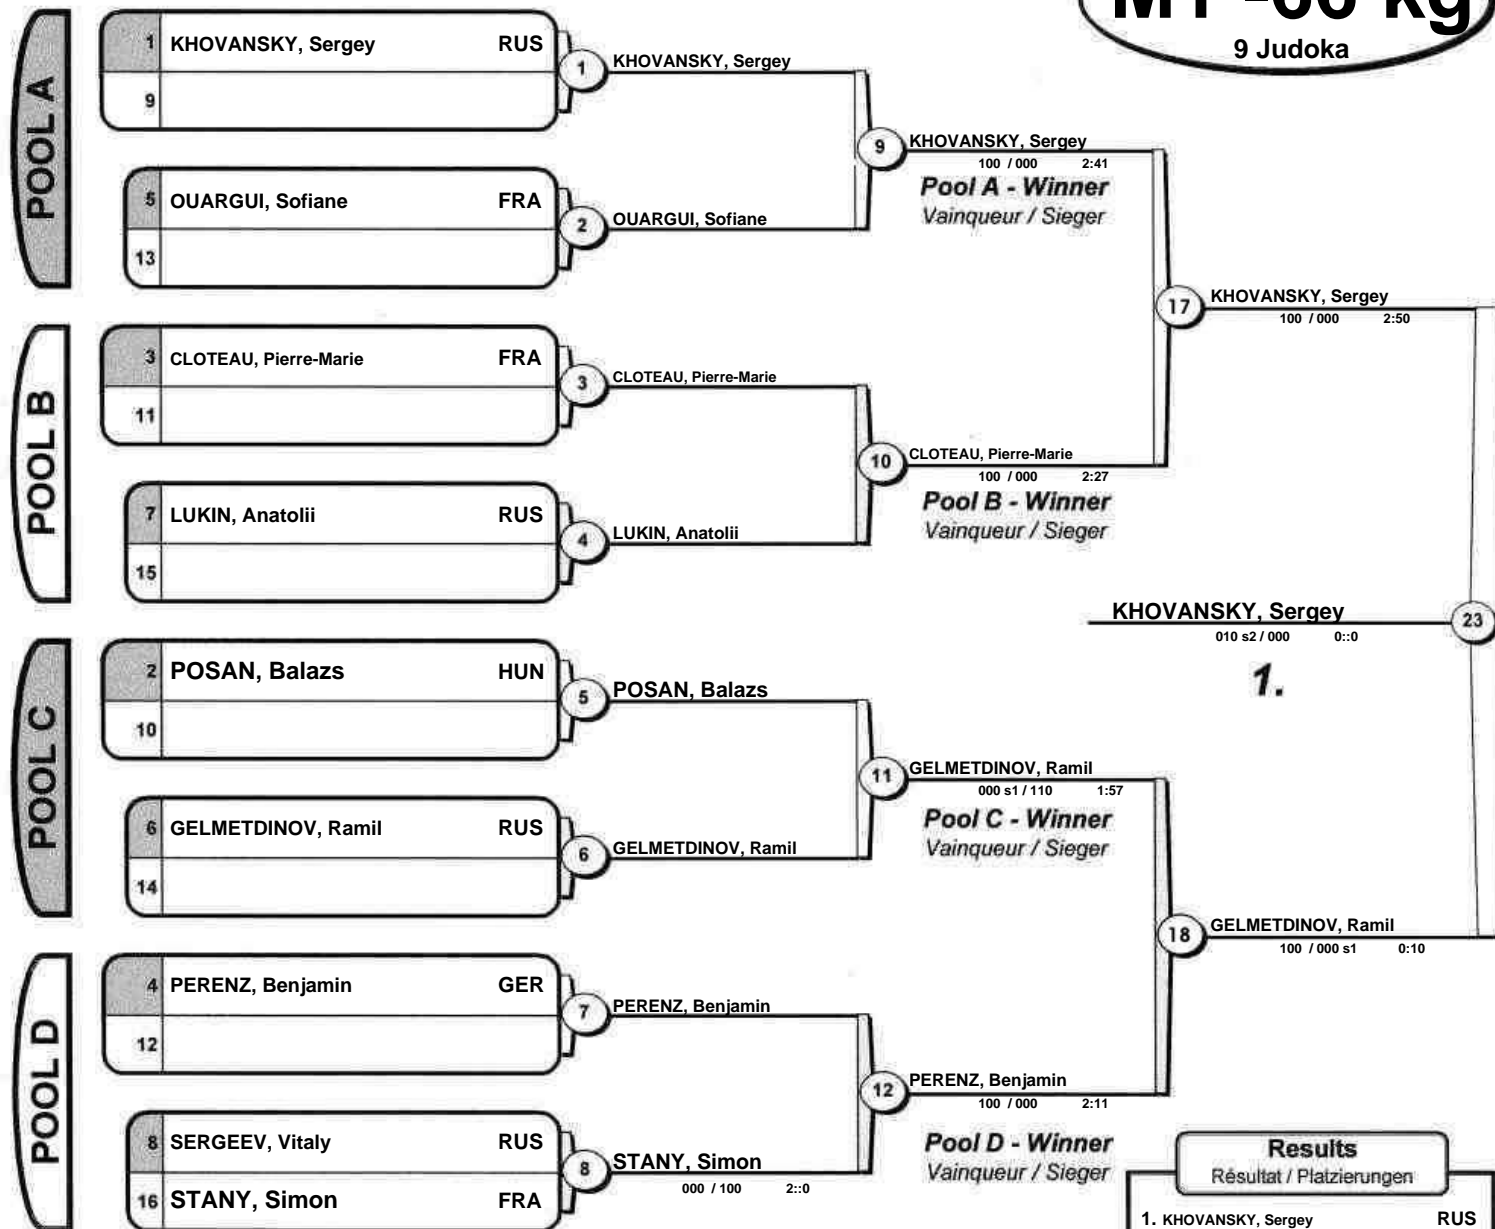 M1 -66 kg
9 Judoka
POOL A
1 KHOVANSKY, Sergey RUS
9
1 KHOVANSKY, Sergey
5 OUARGUI, Sofiane FRA
13
2 OUARGUI, Sofiane
9 KHOVANSKY, Sergey
100 / 000 2:41
Pool A - Winner
Vainqueur / Sieger
POOL B
3 CLOTEAU, Pierre-Marie FRA
11
3 CLOTEAU, Pierre-Marie
7 LUKIN, Anatolii RUS
15
4 LUKIN, Anatolii
10 CLOTEAU, Pierre-Marie
100 / 000 2:27
Pool B - Winner
Vainqueur / Sieger
17 KHOVANSKY, Sergey
100 / 000 2:50
KHOVANSKY, Sergey 23
010 s2 / 000 0::0
1.
POOL C
2 POSAN, Balazs HUN
10
5 POSAN, Balazs
6 GELMETDINOV, Ramil RUS
14
6 GELMETDINOV, Ramil
11 GELMETDINOV, Ramil
000 s1 / 110 1:57
Pool C - Winner
Vainqueur / Sieger
18 GELMETDINOV, Ramil
100 / 000 s1 0:10
POOL D
4 PERENZ, Benjamin GER
12
7 PERENZ, Benjamin
8 SERGEEV, Vitaly RUS
16 STANY, Simon FRA
8 STANY, Simon
000 / 100 2::0
12 PERENZ, Benjamin
100 / 000 2:11
Pool D - Winner
Vainqueur / Sieger
Results
Résultat / Platzierungen
1. KHOVANSKY, Sergey RUS